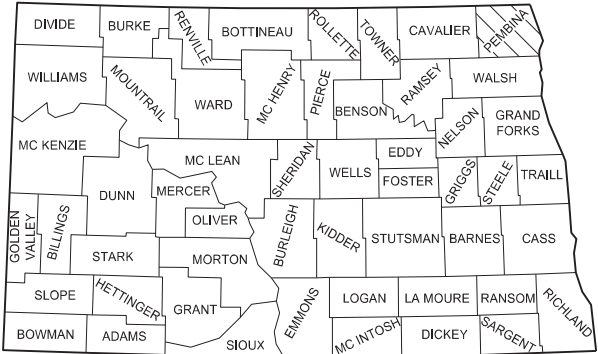 DIVIDE
BURKE
RENVILLE
BOTTINEAU
ROLLETTE
TOWNER
CAVALIER
PEMBINA
WILLIAMS
MOUNTRAIL
WARD
MC HENRY
PIERCE
BENSON
RAMSEY
WALSH
NELSON
GRAND
FORKS
MC KENZIE
MC LEAN
SHERIDAN
WELLS
EDDY
FOSTER
GRIGGS
STEELE
TRAILL
DUNN
MERCER
OLIVER
GOLDEN
VALLEY
BILLINGS
STARK
MORTON
BURLEIGH
KIDDER
STUTSMAN
BARNES
CASS
SLOPE
HETTINGER
GRANT
EMMONS
LOGAN
LA MOURE
RANSOM
RICHLAND
BOWMAN
ADAMS
SIOUX
MC INTOSH
DICKEY
SARGENT